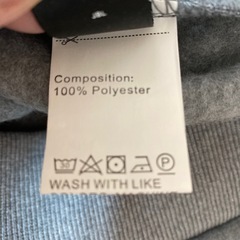 Composition:
100% Polyester
WASH WITH LIKE